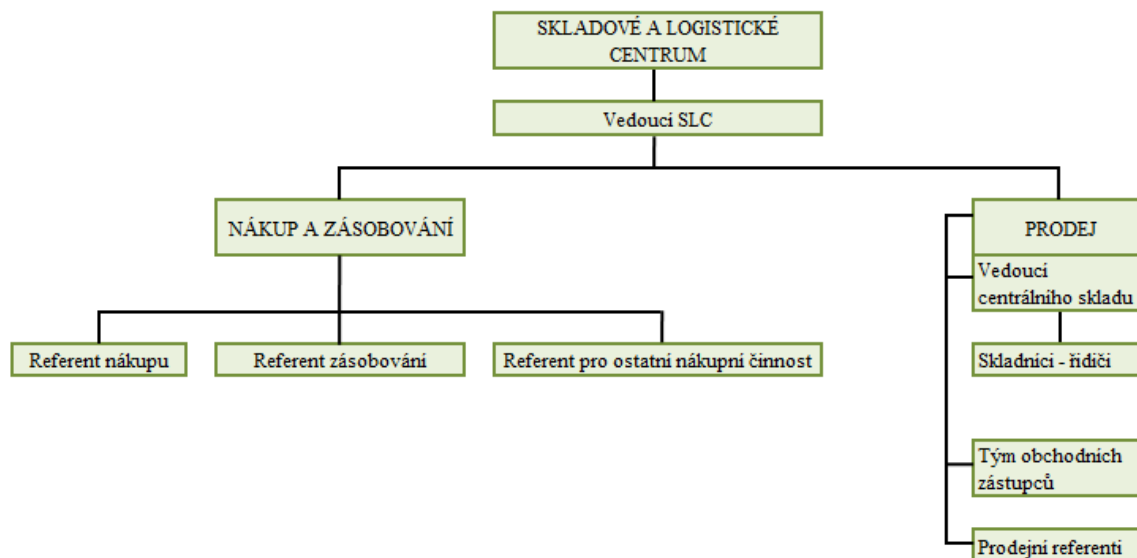 SKLADOVÉ A LOGISTICKÉ
CENTRUM
Vedoucí SLC
NÁKUP A ZÁSOBOVÁNÍ
PRODEJ
Vedoucí
centrálního skladu
Referent nákupu
Referent zásobování
Referent pro ostatní nákupní činnost
Skladníci - řidiči
Tým obchodních
zástupců
Prodejní referenti